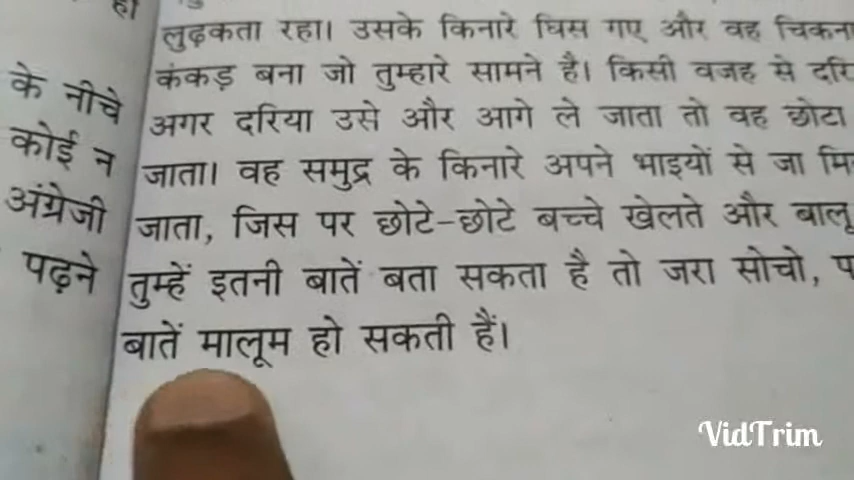 के नीचे
कोई न
अंग्रेजी
पढ़ने
लुढ़कता रहा। उसके किनारे घिस गए और वह चिकना
कंकड़ बना जो तुम्हारे सामने है। किसी वजह से
अगर दरिया उसे और आगे ले जाता तो वह छोटा
जाता। वह समुद्र के किनारे अपने भाइयों से जा
जाता, जिस पर छोटे-छोटे बच्चे खेलते और बालू
तुम्हें इतनी बातें बता सकता है तो जरा सोचो,
बातें मालूम हो सकती हैं।
VidTrim